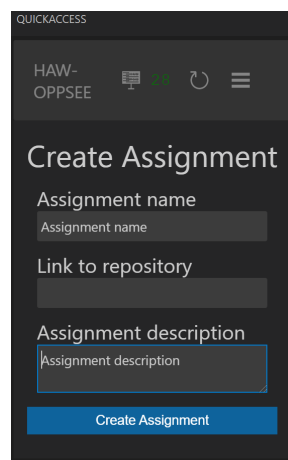 QUICKACCESS
HAW-
OPPSEE
28
Create Assignment
Assignment name
Assignment name
Link to repository
Assignment description
Assignment description
Create Assignment